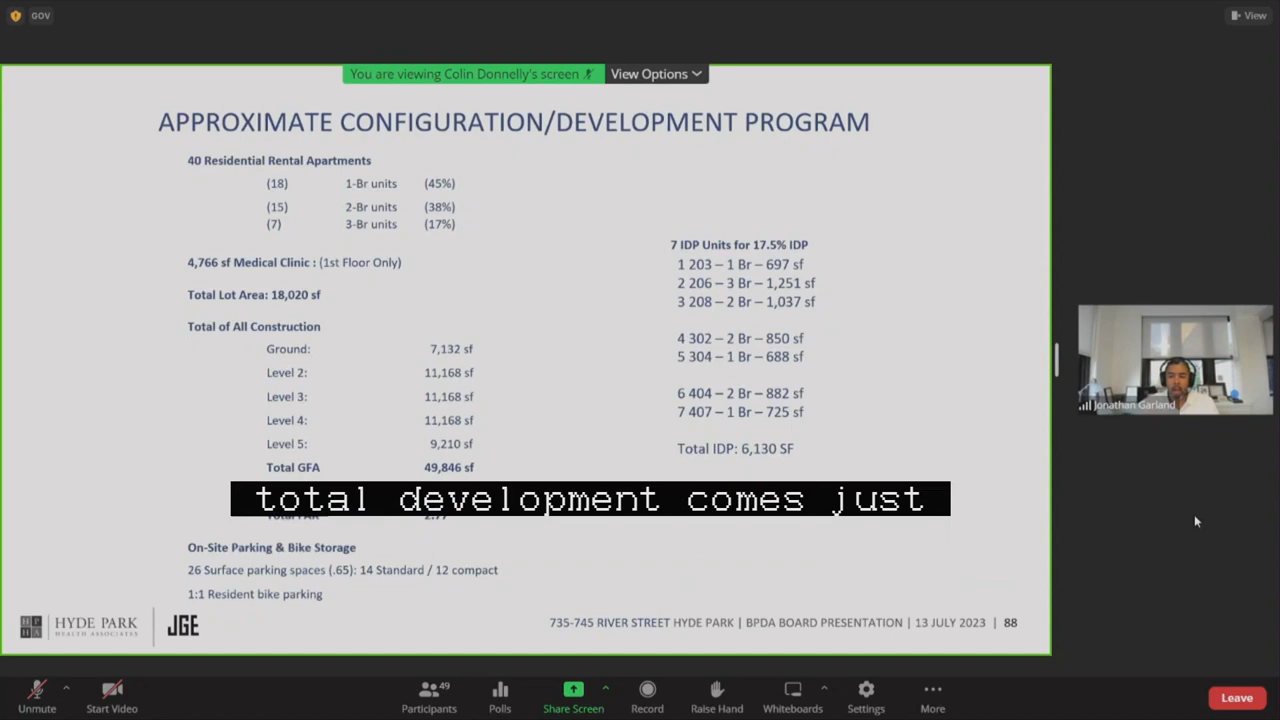 GOV
View
You are viewing Colin Donnelly's screen
View Options
APPROXIMATE CONFIGURATION/DEVELOPMENT PROGRAM
40 Residential Rental Apartments
(18) 1-Br units (45%)
(15) 2-Br units (38%)
(7) 3-Br units (17%)
4,766 sf Medical Clinic : (1st Floor Only)
Total Lot Area: 18,020 sf
Total of All Construction
Ground: 7,132 sf
Level 2: 11,168 sf
Level 3: 11,168 sf
Level 4: 11,168 sf
Level 5: 9,210 sf
Total GFA 49,846 sf
7 IDP Units for 17.5% IDP
1 203 – 1 Br – 697 sf
2 206 – 3 Br – 1,251 sf
3 208 – 2 Br – 1,037 sf
4 302 – 2 Br – 850 sf
5 304 – 1 Br – 688 sf
6 404 – 2 Br – 882 sf
7 407 – 1 Br – 725 sf
Total IDP: 6,130 SF
total development comes just
On-Site Parking & Bike Storage
26 Surface parking spaces (.65): 14 Standard / 12 compact
1:1 Resident bike parking
HYDE PARK
HEALTH ASSOCIATES
JGE
735-745 RIVER STREET HYDE PARK | BPDA BOARD PRESENTATION | 13 JULY 2023 | 88
Jonathan Garland
Unmute
Start Video
49
Participants
Polls
Share Screen
Record
Raise Hand
Whiteboards
Settings
More
Leave